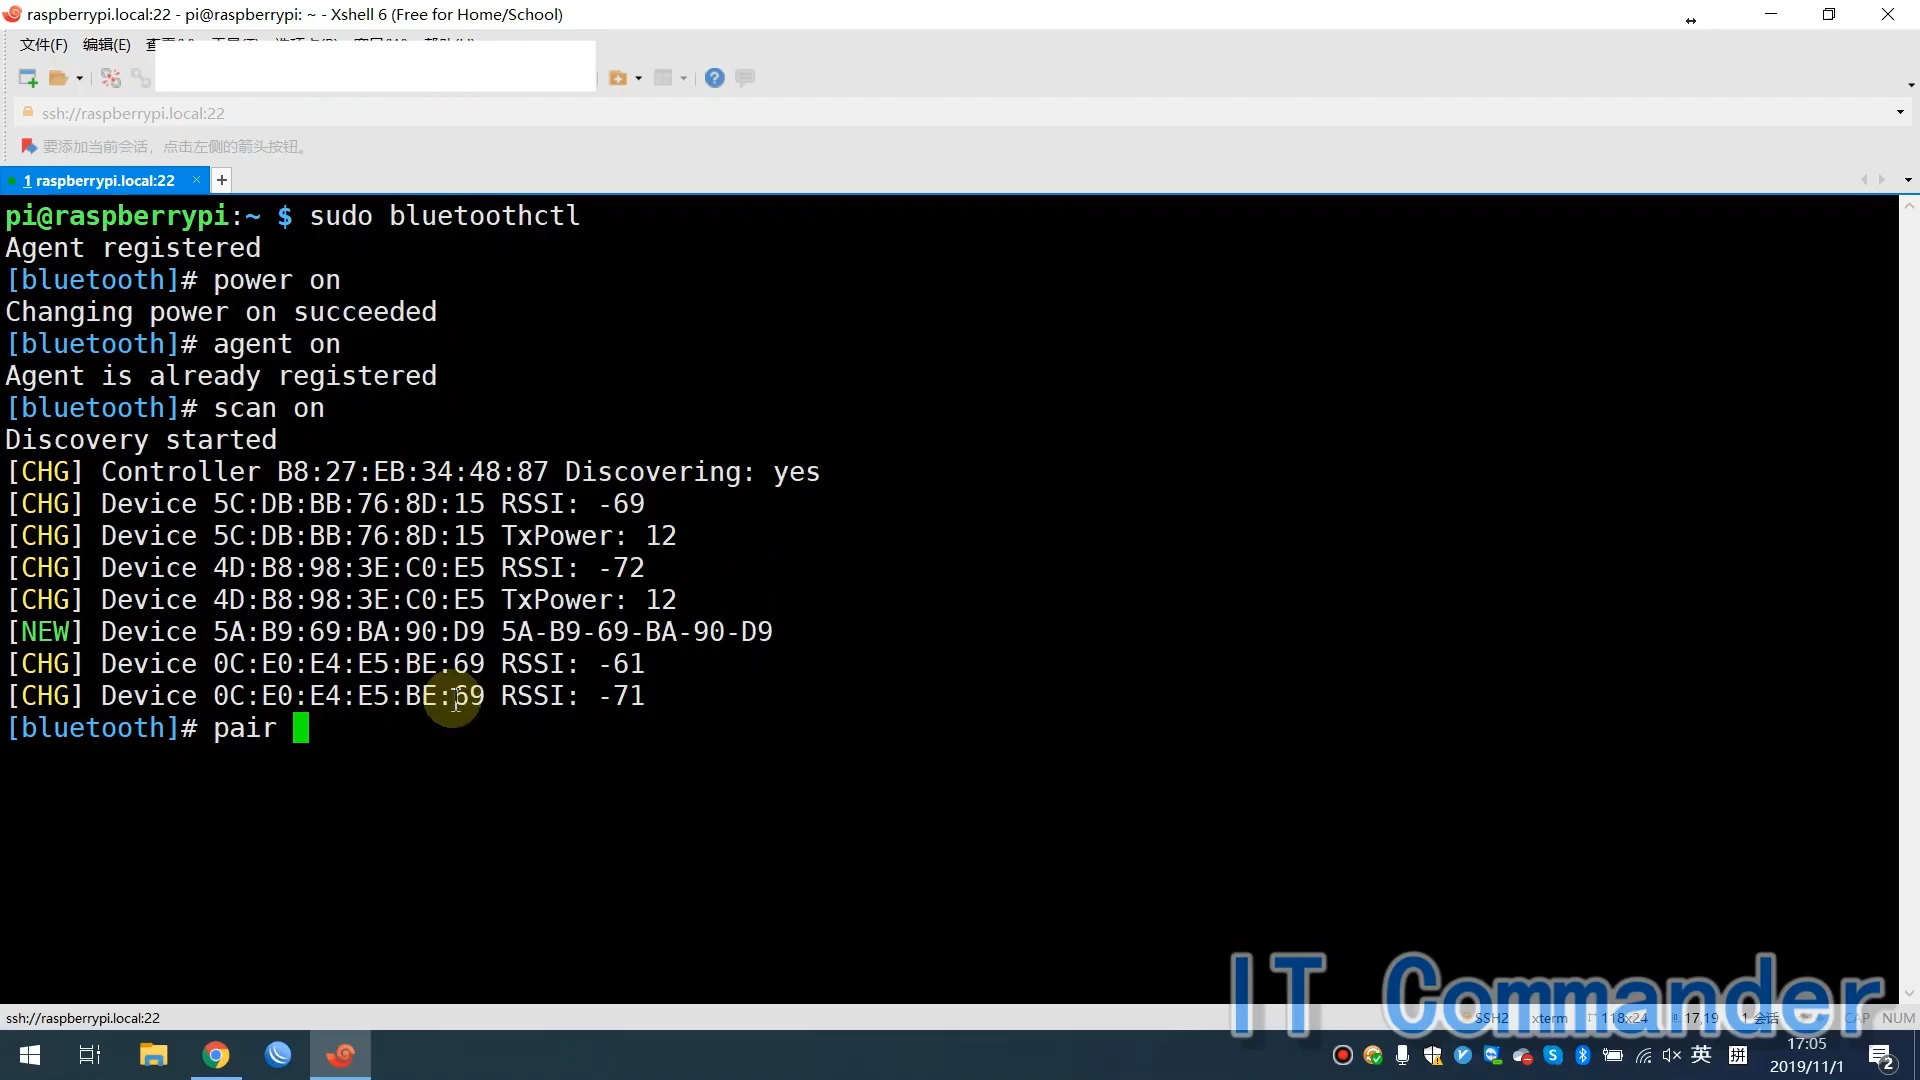 raspberrypi.local:22 - pi@raspberrypi: ~ - Xshell 6 (Free for Home/School)
文件(F) 编辑(E)
ssh://raspberrypi.local:22
要添加当前会话，点击左侧的箭头按钮。
1 raspberrypi.local:22
pi@raspberrypi:~ $ sudo bluetoothctl
Agent registered
[bluetooth]# power on
Changing power on succeeded
[bluetooth]# agent on
Agent is already registered
[bluetooth]# scan on
Discovery started
[CHG] Controller B8:27:EB:34:48:87 Discovering: yes
[CHG] Device 5C:DB:BB:76:8D:15 RSSI: -69
[CHG] Device 5C:DB:BB:76:8D:15 TxPower: 12
[CHG] Device 4D:B8:98:3E:C0:E5 RSSI: -72
[CHG] Device 4D:B8:98:3E:C0:E5 TxPower: 12
[NEW] Device 5A:B9:69:BA:90:D9 5A-B9-69-BA-90-D9
[CHG] Device 0C:E0:E4:E5:BE:69 RSSI: -61
[CHG] Device 0C:E0:E4:E5:BE:69 RSSI: -71
[bluetooth]# pair
IT Commander
ssh://raspberrypi.local:22 SSH2 xterm 118x24 17,19 1 会话 CAP NUM
英 拼 17:05
2019/11/1 2